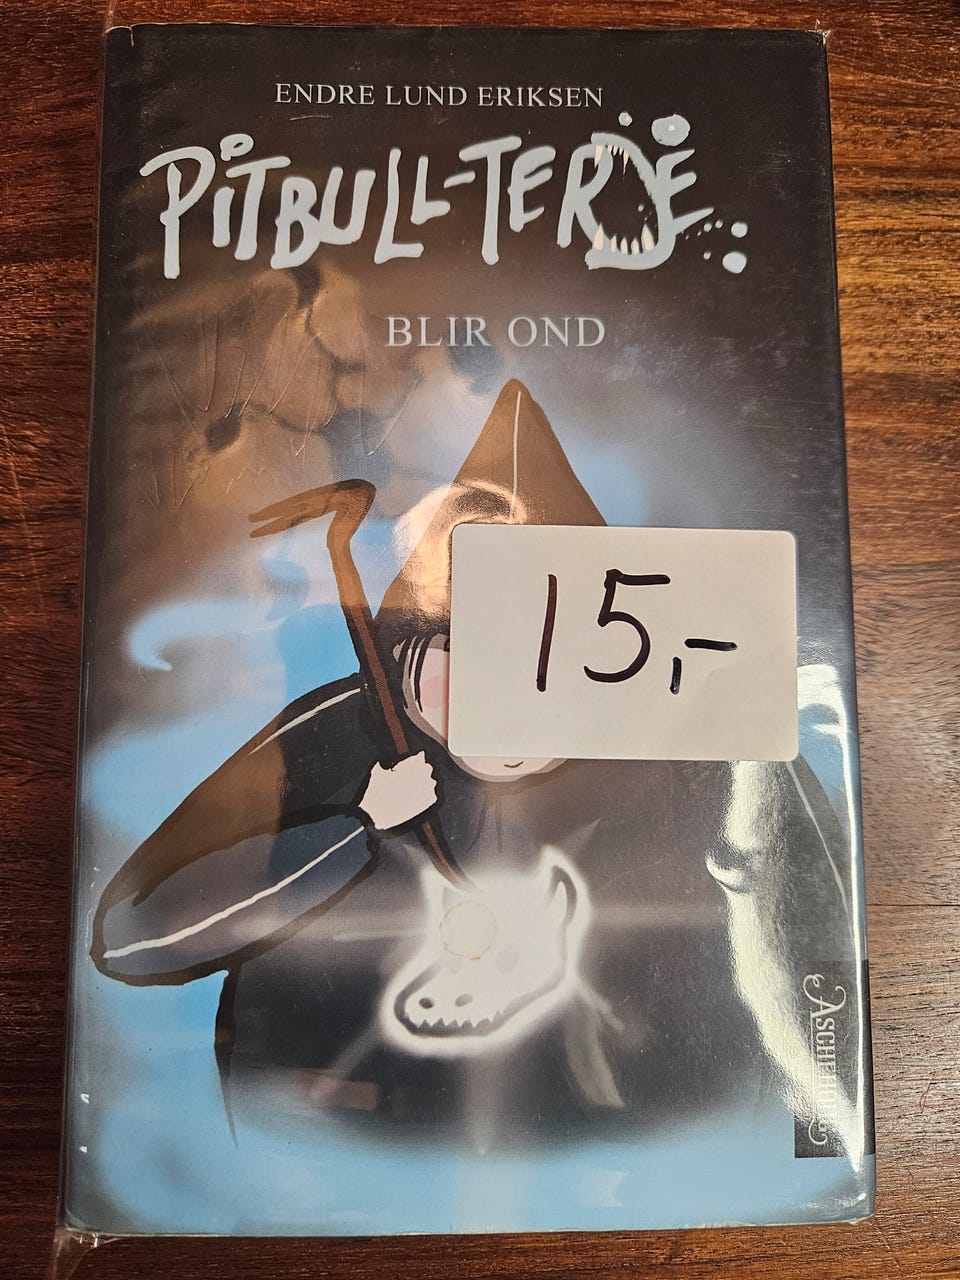 ENDRE LUND ERIKSEN
PITBULL-TERJE
BLIR OND
15,-
ASCHEHOUG